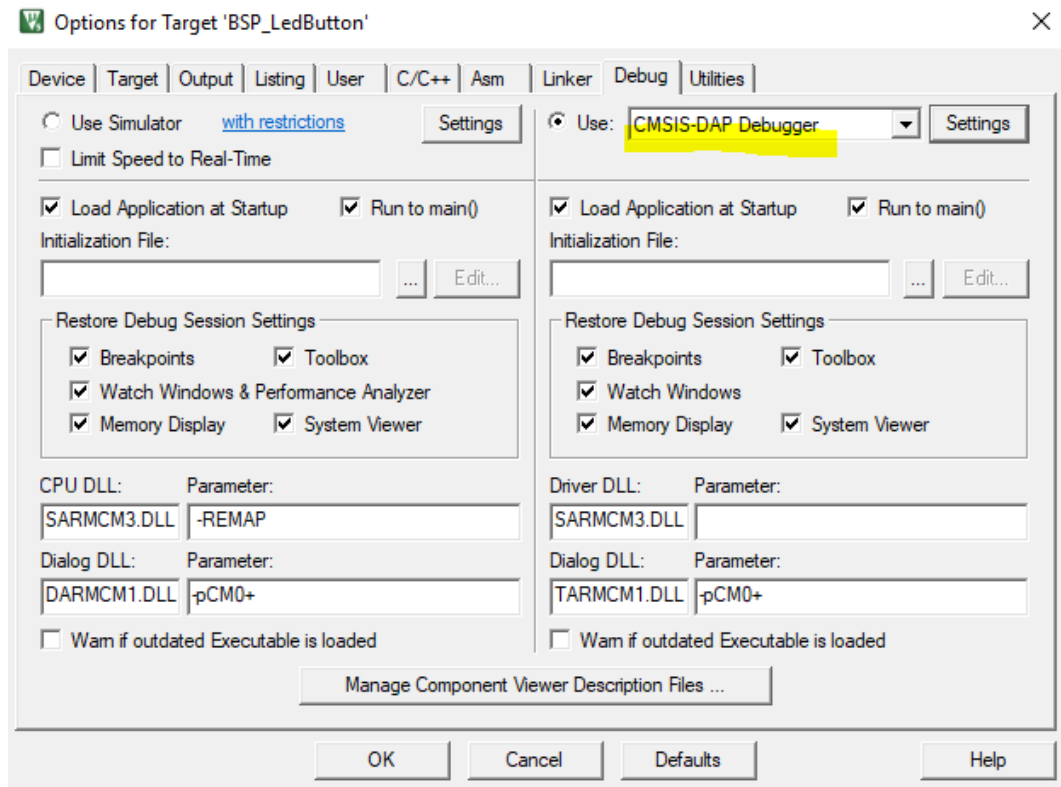 Options for Target 'BSP_LedButton'
Device Target Output Listing User C/C++ Asm Linker Debug Utilities
Use Simulator with restrictions Settings
Limit Speed to Real-Time
Use: CMSIS-DAP Debugger Settings
Load Application at Startup Run to main()
Initialization File:
... Edit...
Restore Debug Session Settings
Breakpoints Toolbox
Watch Windows & Performance Analyzer
Memory Display System Viewer
CPU DLL: Parameter:
SARMCM3.DLL -REMAP
Dialog DLL: Parameter:
DARMCM1.DLL -pCM0+
Warn if outdated Executable is loaded
Load Application at Startup Run to main()
Initialization File:
... Edit...
Restore Debug Session Settings
Breakpoints Toolbox
Watch Windows
Memory Display System Viewer
Driver DLL: Parameter:
SARMCM3.DLL
Dialog DLL: Parameter:
TARMCM1.DLL -pCM0+
Warn if outdated Executable is loaded
Manage Component Viewer Description Files ...
OK Cancel Defaults Help